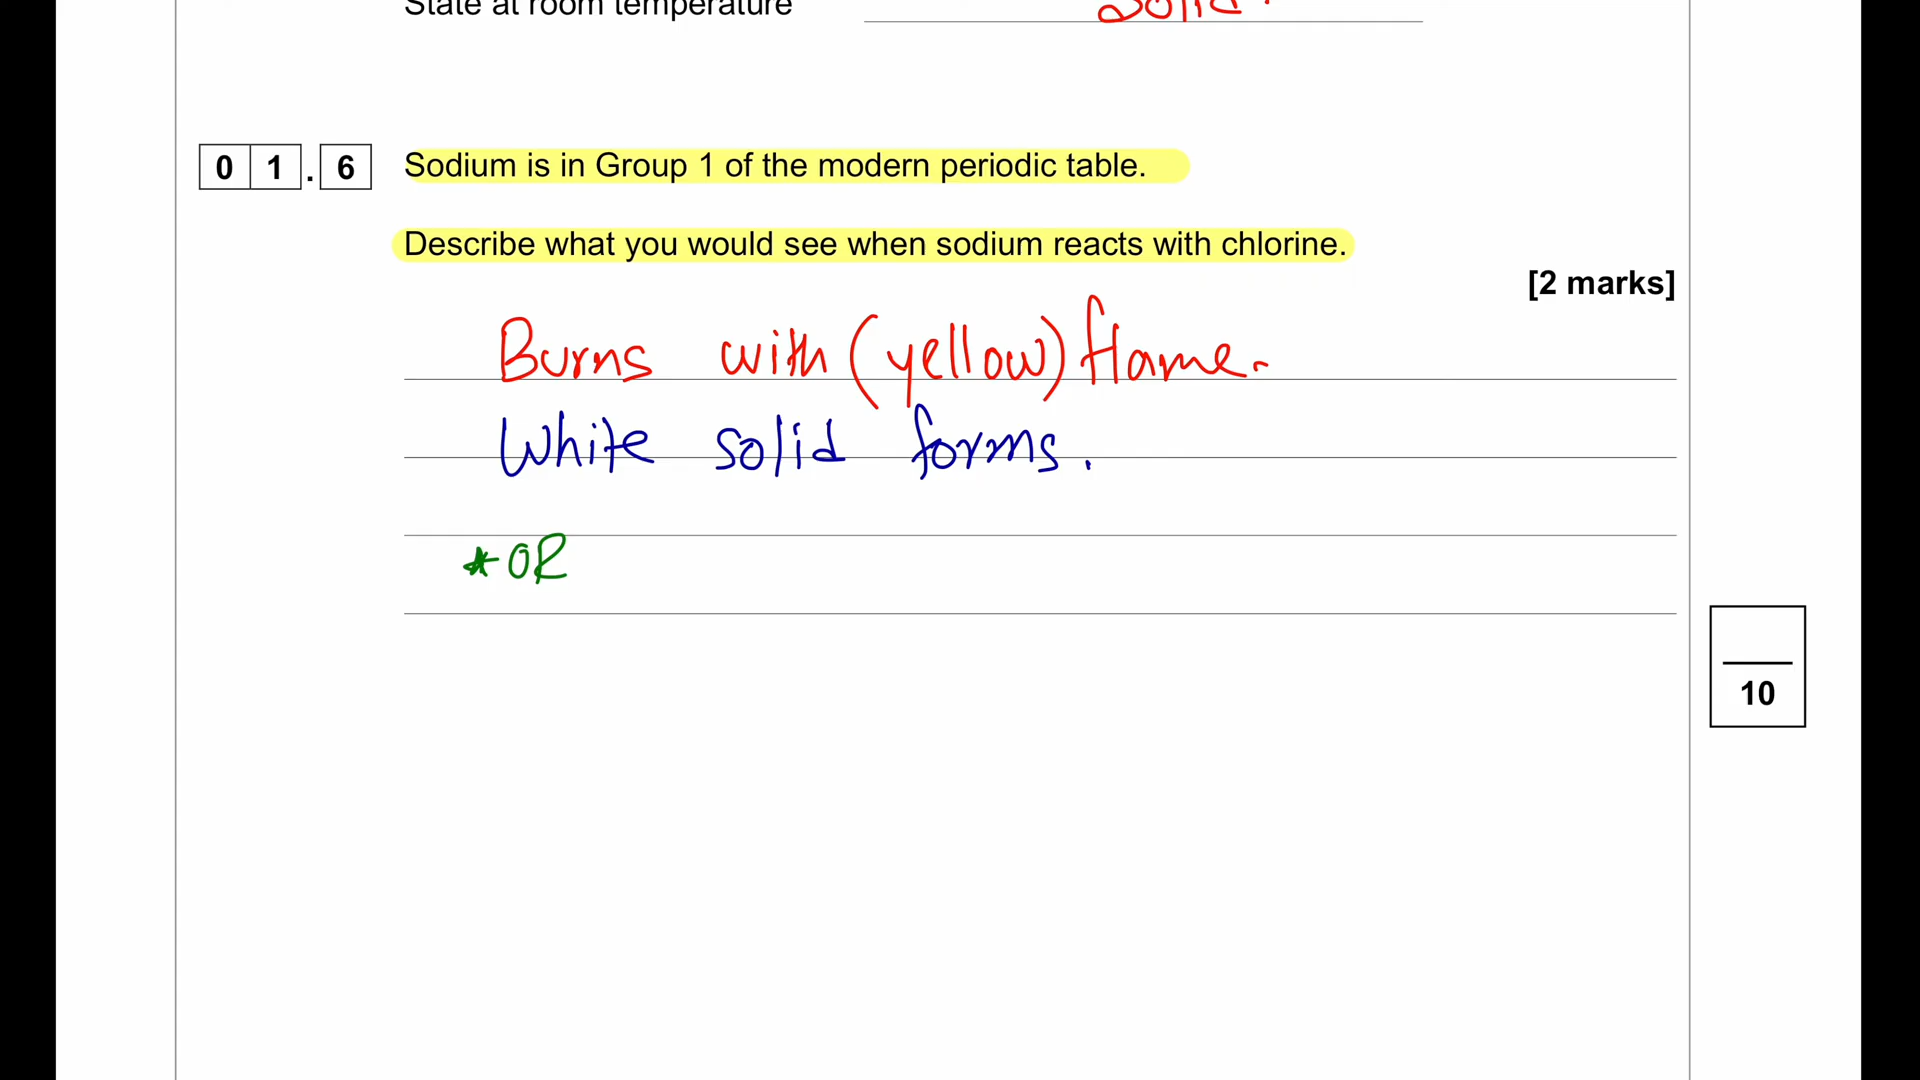 State at room temperature solid.
0 1 . 6 Sodium is in Group 1 of the modern periodic table.
Describe what you would see when sodium reacts with chlorine.
[2 marks]
Burns with (yellow) flame.
White solid forms.
*OR
10